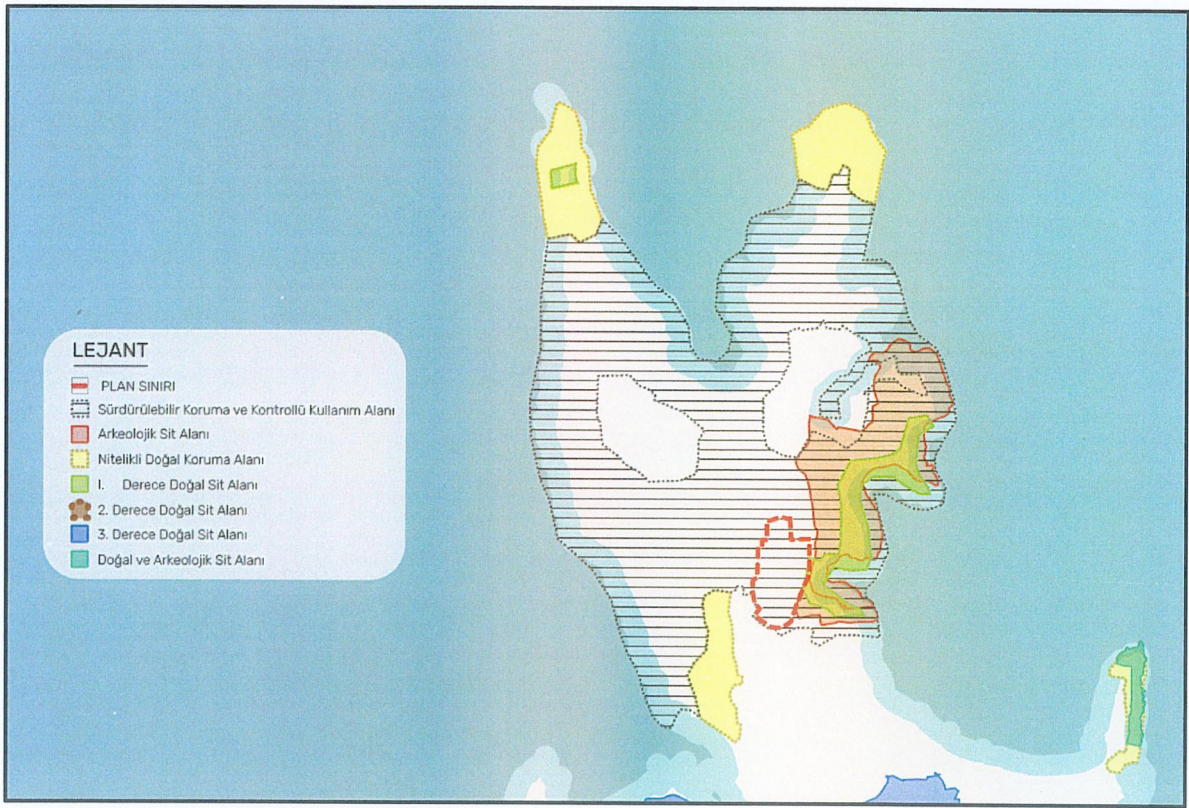 LEJANT
PLAN SINIRI
Sürdürülebilir Koruma ve Kontrollü Kullanım Alanı
Arkeolojik Sit Alanı
Nitelikli Doğal Koruma Alanı
I. Derece Doğal Sit Alanı
2. Derece Doğal Sit Alanı
3. Derece Doğal Sit Alanı
Doğal ve Arkeolojik Sit Alanı